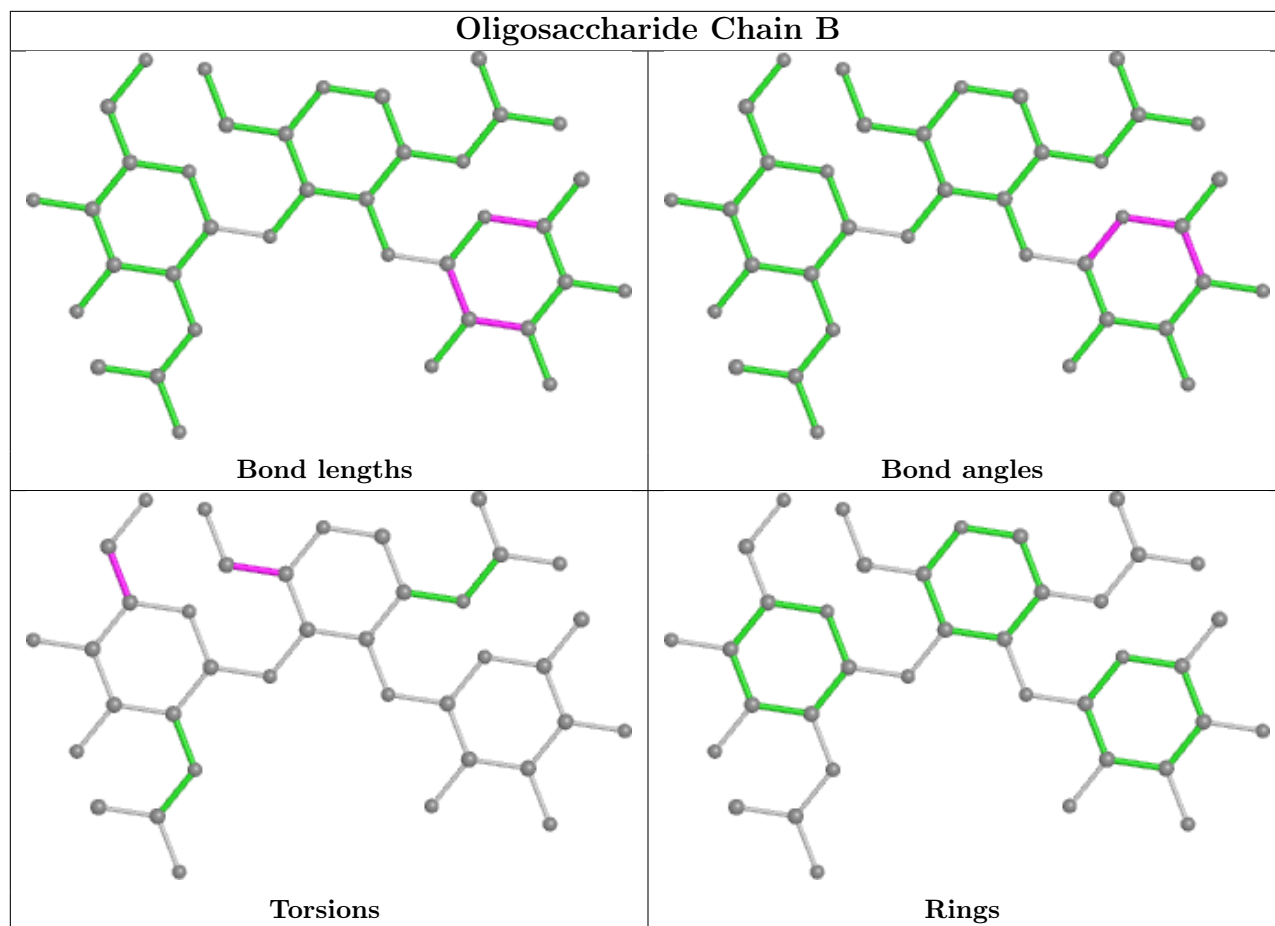 Oligosaccharide Chain B
Bond lengths
Bond angles
Torsions
Rings